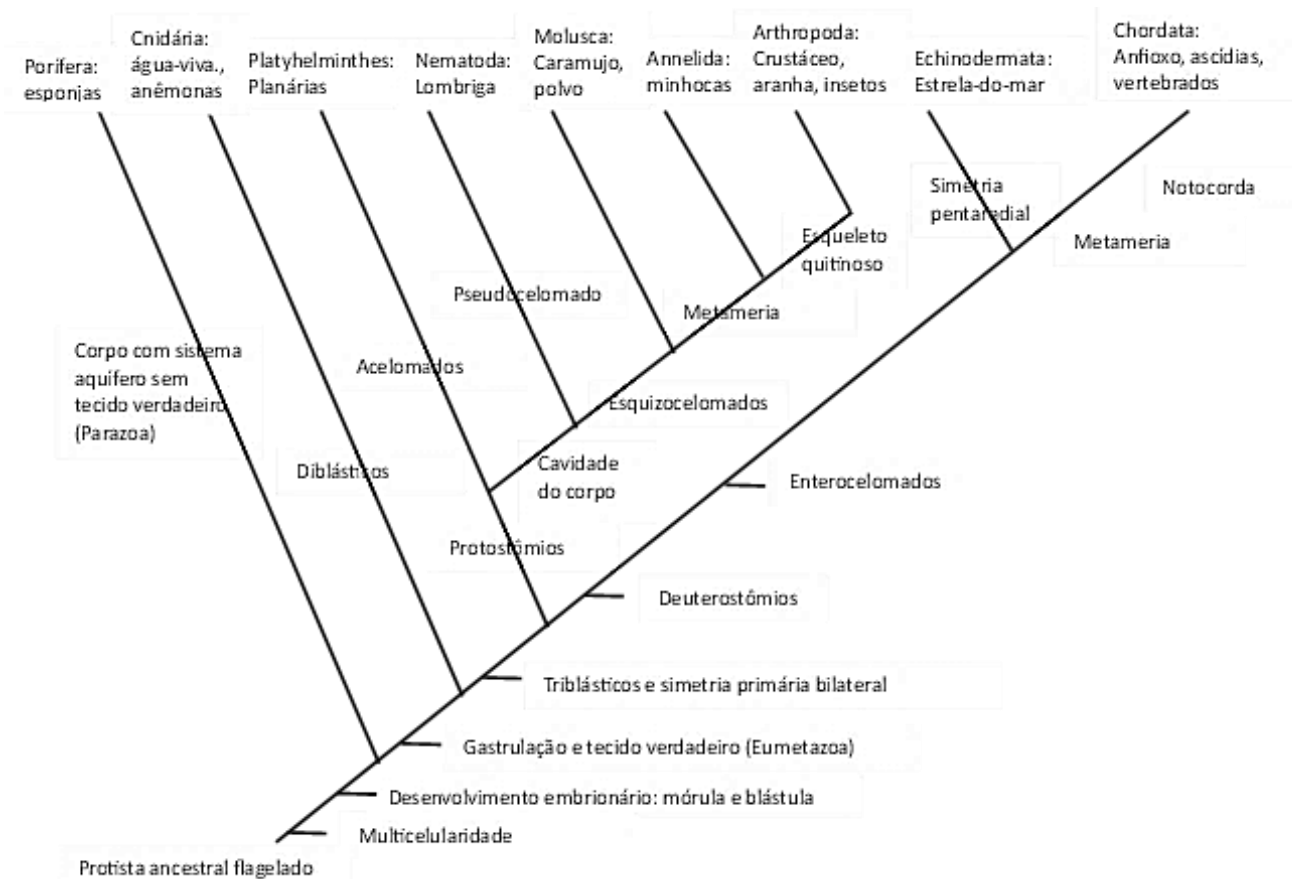 Porífera:
esponjas
Cnidária:
água-viva.,
anêmonas
Platyhelminthes:
Planárias
Nematoda:
Lombriga
Molusca:
Caramujo,
polvo
Annelida:
minhocas
Arthropoda:
Crustáceo,
aranha, insetos
Echinodermata:
Estrela-do-mar
Chordata:
Anfioxo, ascídias,
vertebrados
Simetria
pentaradial
Notocorda
Metameria
Esqueleto
quitinoso
Pseudocelomado
Metameria
Corpo com sistema
aquífero sem
tecido verdadeiro
(Parazoa)
Acelomados
Esquizocelomados
Diblásticos
Cavidade
do corpo
Enterocelomados
Protostômios
Deuterostômios
Triblásticos e simetria primária bilateral
Gastrulação e tecido verdadeiro (Eumetazoa)
Desenvolvimento embrionário: mórula e blástula
Multicelularidade
Protista ancestral flagelado